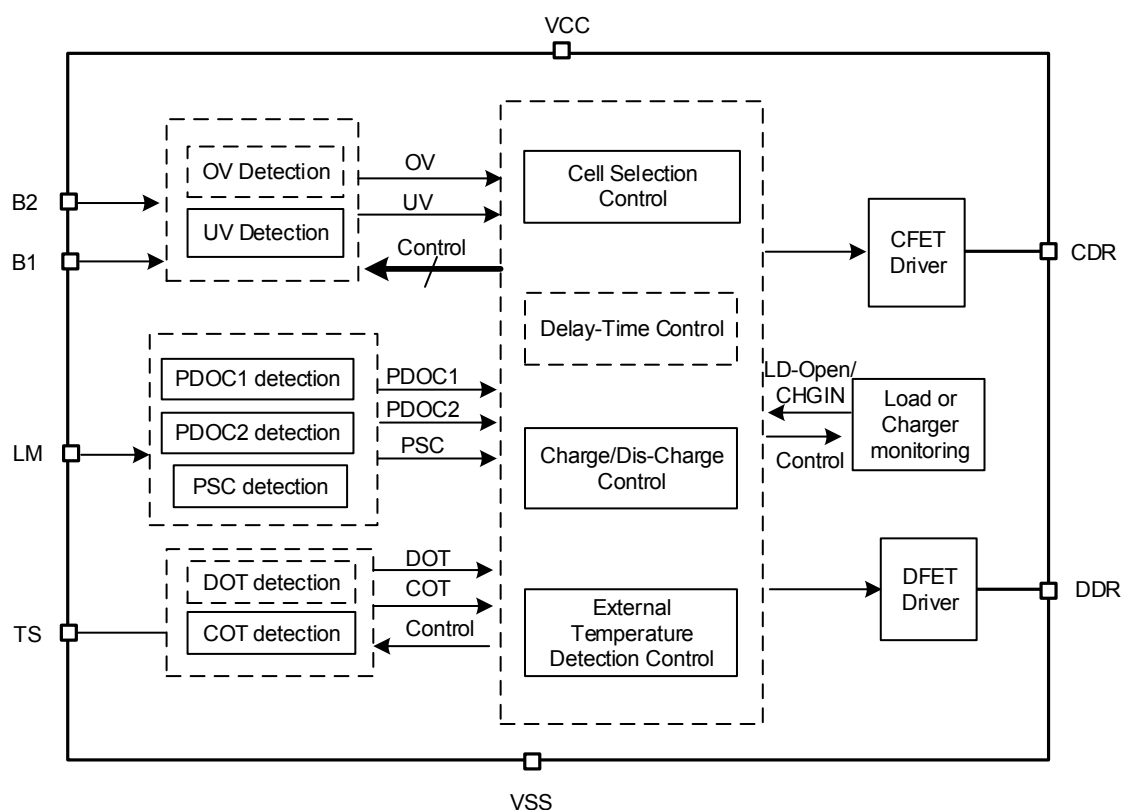 VCC
OV Detection
UV Detection
OV
UV
Control
B2
B1
Cell Selection
Control
CFET
Driver
CDR
Delay-Time Control
PDOC1 detection
PDOC2 detection
PSC detection
PDOC1
PDOC2
PSC
LM
Charge/Dis-Charge
Control
LD-Open/
CHGIN
Control
Load or
Charger
monitoring
DOT detection
COT detection
DOT
COT
Control
TS
External
Temperature
Detection Control
DFET
Driver
DDR
VSS